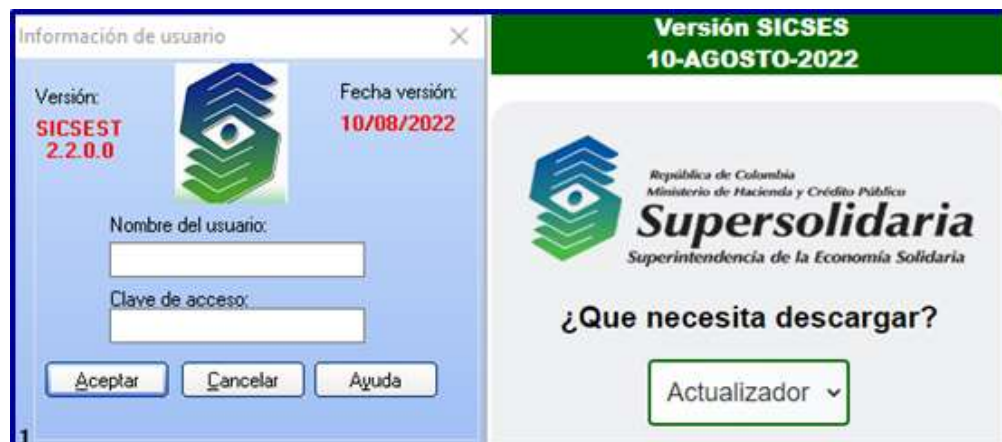 Información de usuario
Versión:
SICSEST
2.2.0.0
Fecha versión:
10/08/2022
Nombre del usuario:
Clave de acceso:
Aceptar
Cancelar
Ayuda
1
Versión SICSES
10-AGOSTO-2022
República de Colombia
Ministerio de Hacienda y Crédito Público
Supersolidaria
Superintendencia de la Economía Solidaria
¿Que necesita descargar?
Actualizador